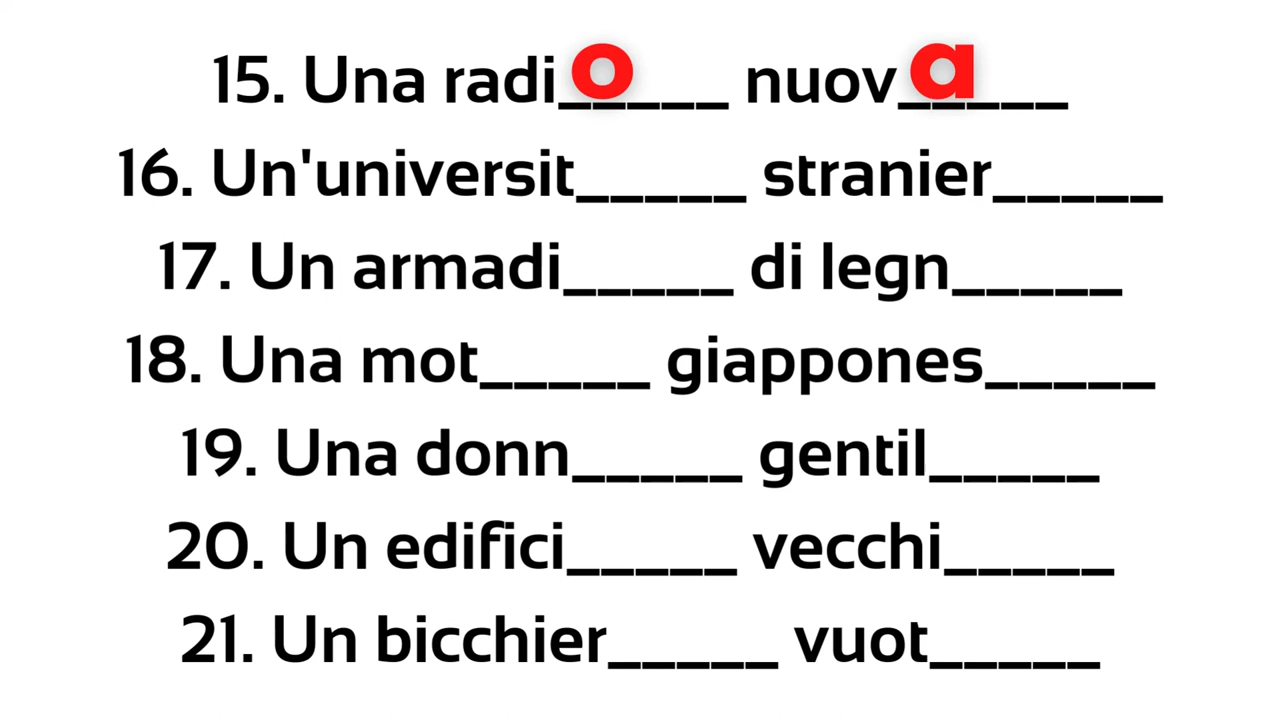 15. Una radio_____ nuova_____
16. Un'universit_____ stranier_____
17. Un armadi_____ di legn_____
18. Una mot_____ giappones_____
19. Una donn_____ gentil_____
20. Un edifici_____ vecchi_____
21. Un bicchier_____ vuot_____